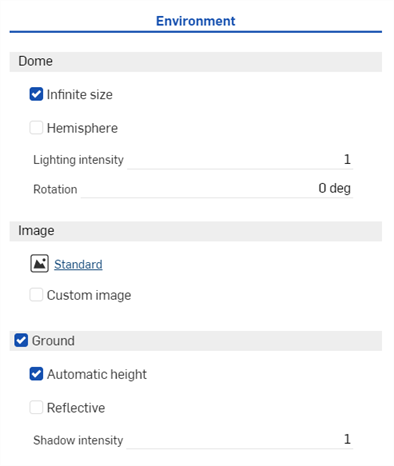 Environment
Dome
Infinite size
Hemisphere
Lighting intensity 1
Rotation 0 deg
Image
Standard
Custom image
Ground
Automatic height
Reflective
Shadow intensity 1